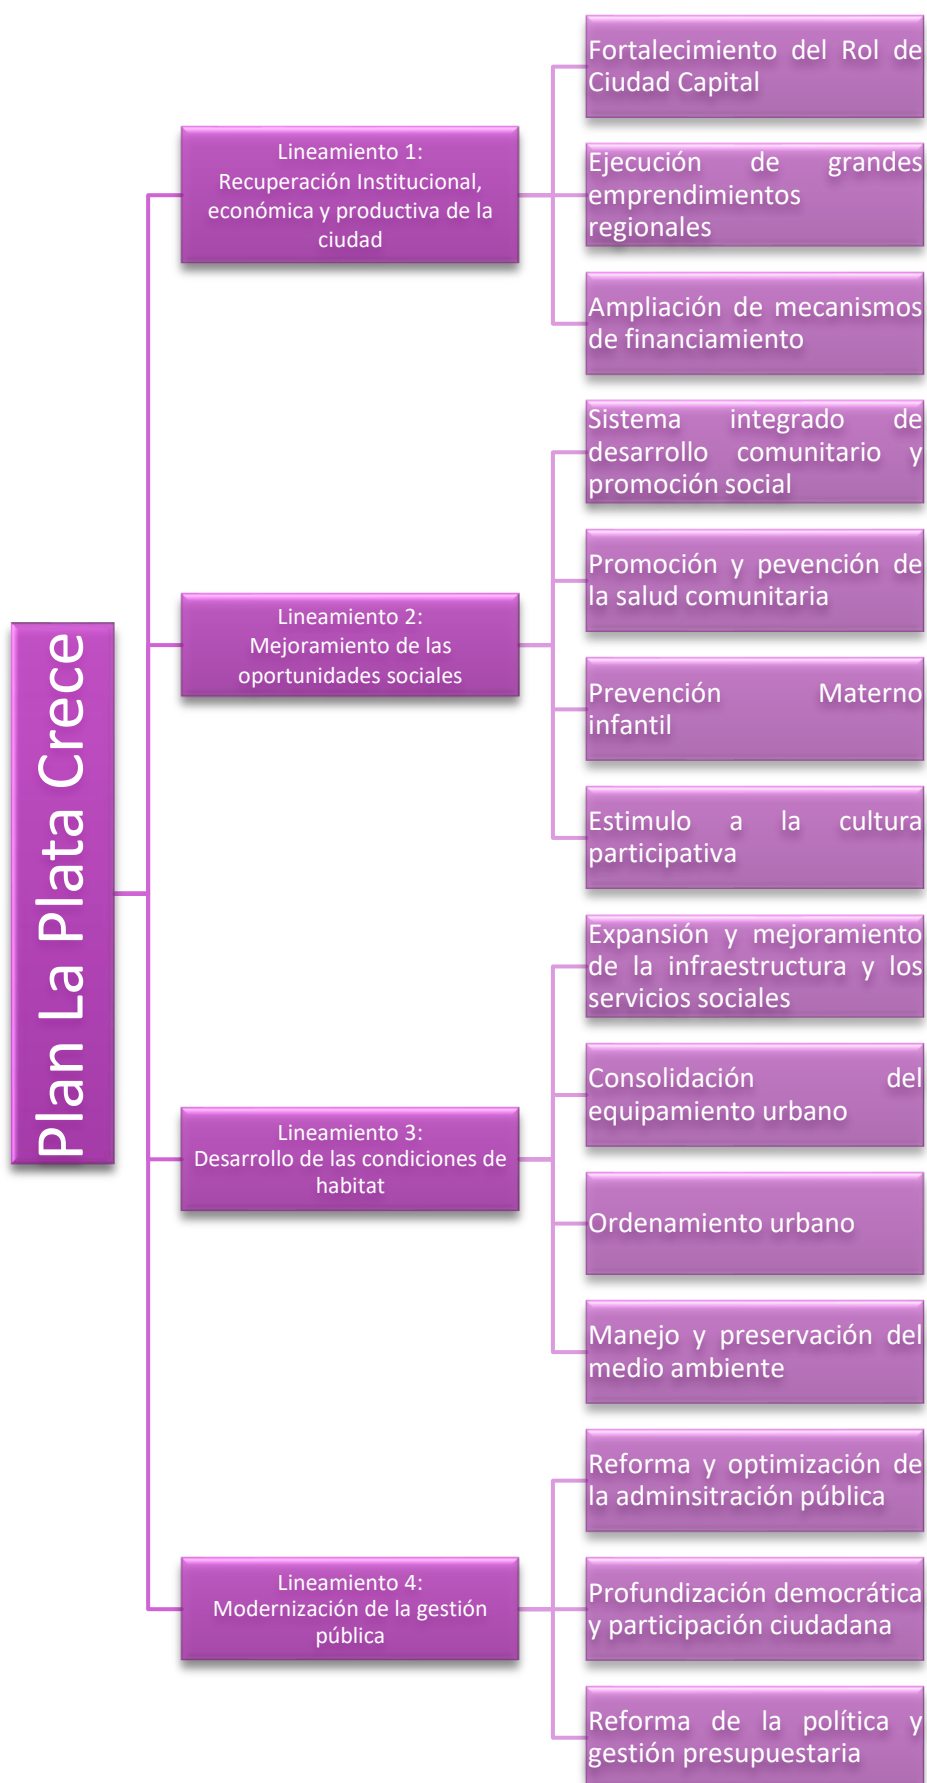 Plan La Plata Crece
Lineamiento 1:
Recuperación Institucional,
económica y productiva de la
ciudad
Fortalecimiento del Rol de
Ciudad Capital
Ejecución de grandes
emprendimientos
regionales
Ampliación de mecanismos
de financiamiento
Lineamiento 2:
Mejoramiento de las
oportunidades sociales
Sistema integrado de
desarrollo comunitario y
promoción social
Promoción y pevención de
la salud comunitaria
Prevención Materno
infantil
Estimulo a la cultura
participativa
Lineamiento 3:
Desarrollo de las condiciones de
habitat
Expansión y mejoramiento
de la infraestructura y los
servicios sociales
Consolidación del
equipamiento urbano
Ordenamiento urbano
Manejo y preservación del
medio ambiente
Lineamiento 4:
Modernización de la gestión
pública
Reforma y optimización de
la adminsitración pública
Profundización democrática
y participación ciudadana
Reforma de la política y
gestión presupuestaria